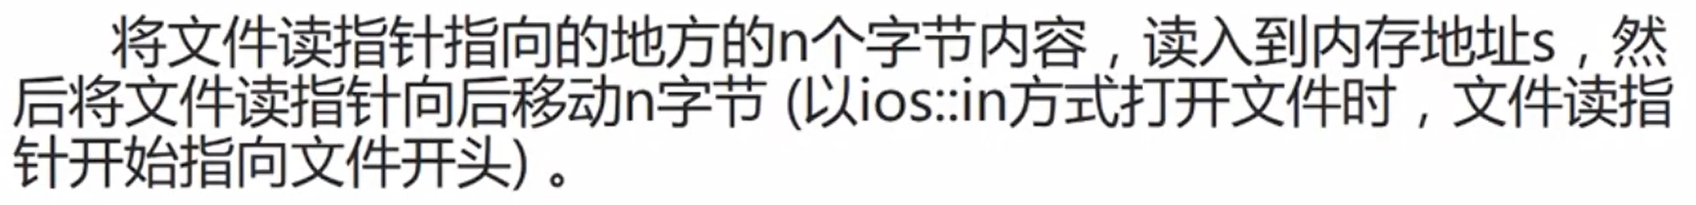 将文件读指针指向的地方的n个字节内容，读入到内存地址s，然
后将文件读指针向后移动n字节 (以ios::in方式打开文件时，文件读指
针开始指向文件开头) 。